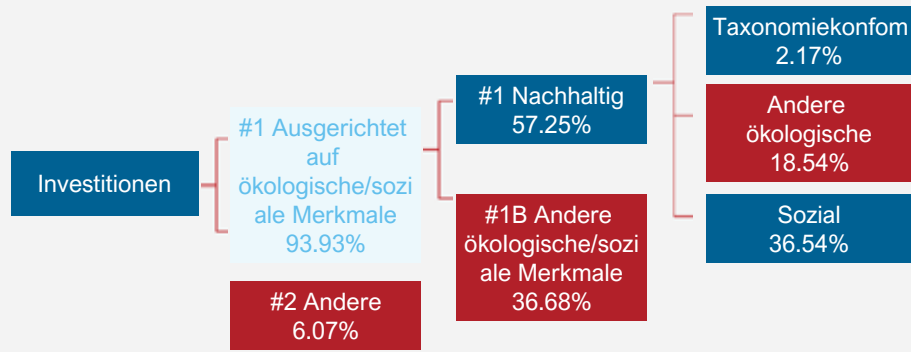 Investitionen
#1 Ausgerichtet
auf
ökologische/sozi
ale Merkmale
93.93%
#2 Andere
6.07%
#1 Nachhaltig
57.25%
#1B Andere
ökologische/sozi
ale Merkmale
36.68%
Taxonomiekonfom
2.17%
Andere
ökologische
18.54%
Sozial
36.54%